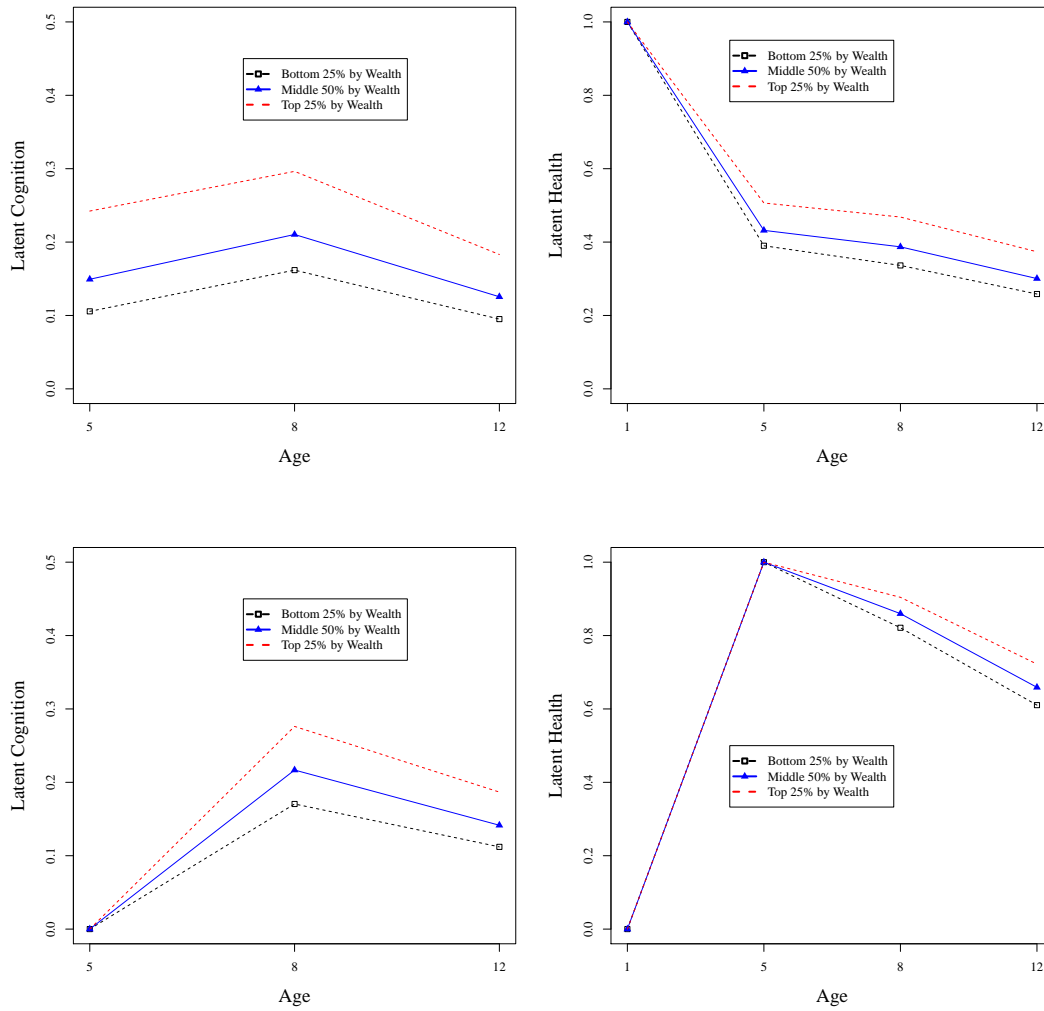 Latent Cognition
0.5
0.4
0.3
0.2
0.1
0.0
Bottom 25% by Wealth
Middle 50% by Wealth
Top 25% by Wealth
5
8
12
Age
Latent Health
1.0
0.8
0.6
0.4
0.2
0.0
Bottom 25% by Wealth
Middle 50% by Wealth
Top 25% by Wealth
1
5
8
12
Age
Latent Cognition
0.5
0.4
0.3
0.2
0.1
0.0
Bottom 25% by Wealth
Middle 50% by Wealth
Top 25% by Wealth
5
8
12
Age
Latent Health
1.0
0.8
0.6
0.4
0.2
0.0
Bottom 25% by Wealth
Middle 50% by Wealth
Top 25% by Wealth
1
5
8
12
Age